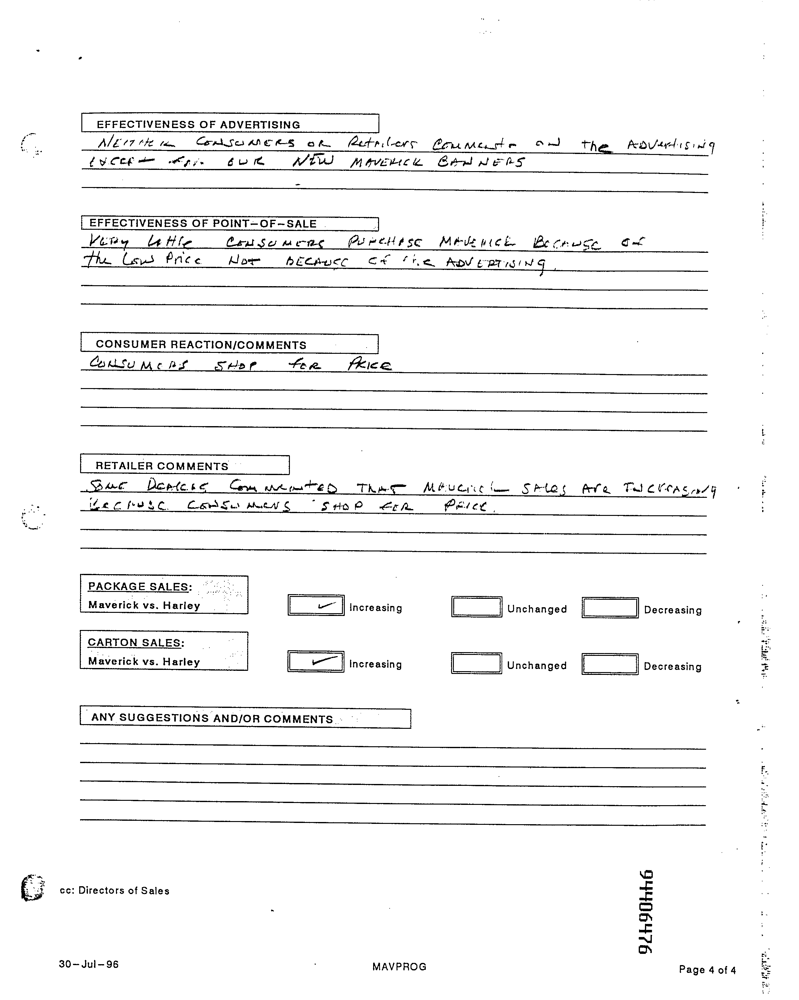 EFFECTIVENESS OF ADVERTISING
NEITHER CONSUMERS OR Retailers Comments on the ADVERTISING
EXCEPT FOR OUR NEW MAVERICK BANNERS
EFFECTIVENESS OF POINT-OF-SALE
VERY little CONSUMERS PURCHASE MAVERICK BECAUSE of
the Low Price NOT BECAUSE of the ADVERTISING.
CONSUMER REACTION/COMMENTS
CONSUMERS SHOP FOR PRICE
RETAILER COMMENTS
SOME DEALERS COMMENTED THAT MAVERICK SALES ARE INCREASING
BECAUSE CONSUMERS SHOP FOR PRICE.
PACKAGE SALES:
Maverick vs. Harley Increasing Unchanged Decreasing
CARTON SALES:
Maverick vs. Harley Increasing Unchanged Decreasing
ANY SUGGESTIONS AND/OR COMMENTS
cc: Directors of Sales
94406476
30-Jul-96 MAVPROG Page 4 of 4